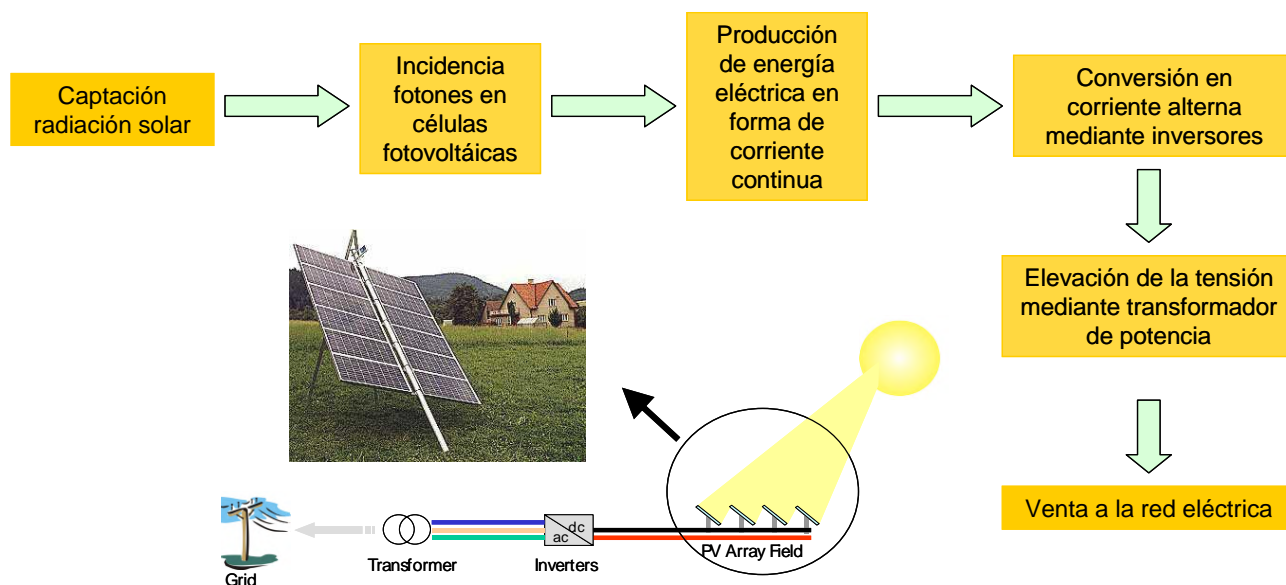 Captación
radiación solar
Incidencia
fotones en
células
fotovoltáicas
Producción
de energía
eléctrica en
forma de
corriente
continua
Conversión en
corriente alterna
mediante inversores
Elevación de la tensión
mediante transformador
de potencia
Venta a la red eléctrica
Grid
Transformer
ac
dc
Inverters
PV Array Field